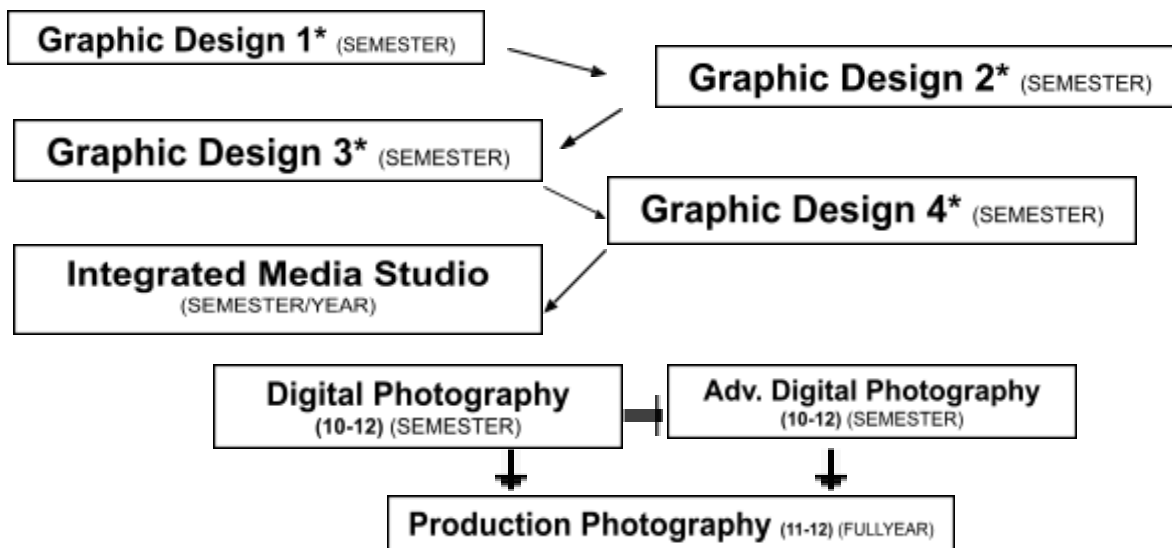 Graphic Design 1* (SEMESTER)
Graphic Design 2* (SEMESTER)
Graphic Design 3* (SEMESTER)
Graphic Design 4* (SEMESTER)
Integrated Media Studio
(SEMESTER/YEAR)
Digital Photography
(10-12) (SEMESTER)
Adv. Digital Photography
(10-12) (SEMESTER)
Production Photography (11-12) (FULLYEAR)